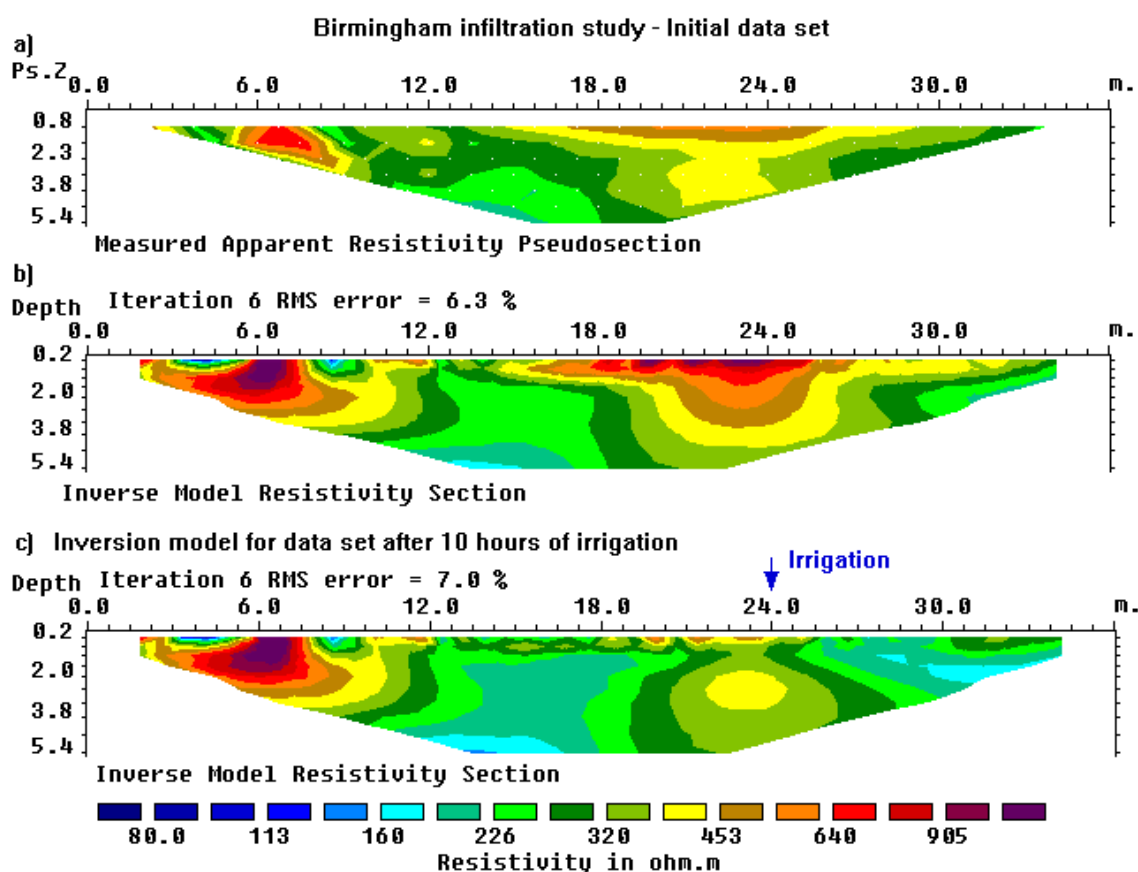 Birmingham infiltration study - Initial data set
a)
Ps.Z
0.0 6.0 12.0 18.0 24.0 30.0 m.
0.8
2.3
3.8
5.4
Measured Apparent Resistivity Pseudosection
b)
Depth Iteration 6 RMS error = 6.3 %
0.0 6.0 12.0 18.0 24.0 30.0 m.
0.2
2.0
3.8
5.4
Inverse Model Resistivity Section
c) Inversion model for data set after 10 hours of irrigation
Irrigation
Depth Iteration 6 RMS error = 7.0 %
0.0 6.0 12.0 18.0 24.0 30.0 m.
0.2
2.0
3.8
5.4
Inverse Model Resistivity Section
80.0 113 160 226 320 453 640 905
Resistivity in ohm.m